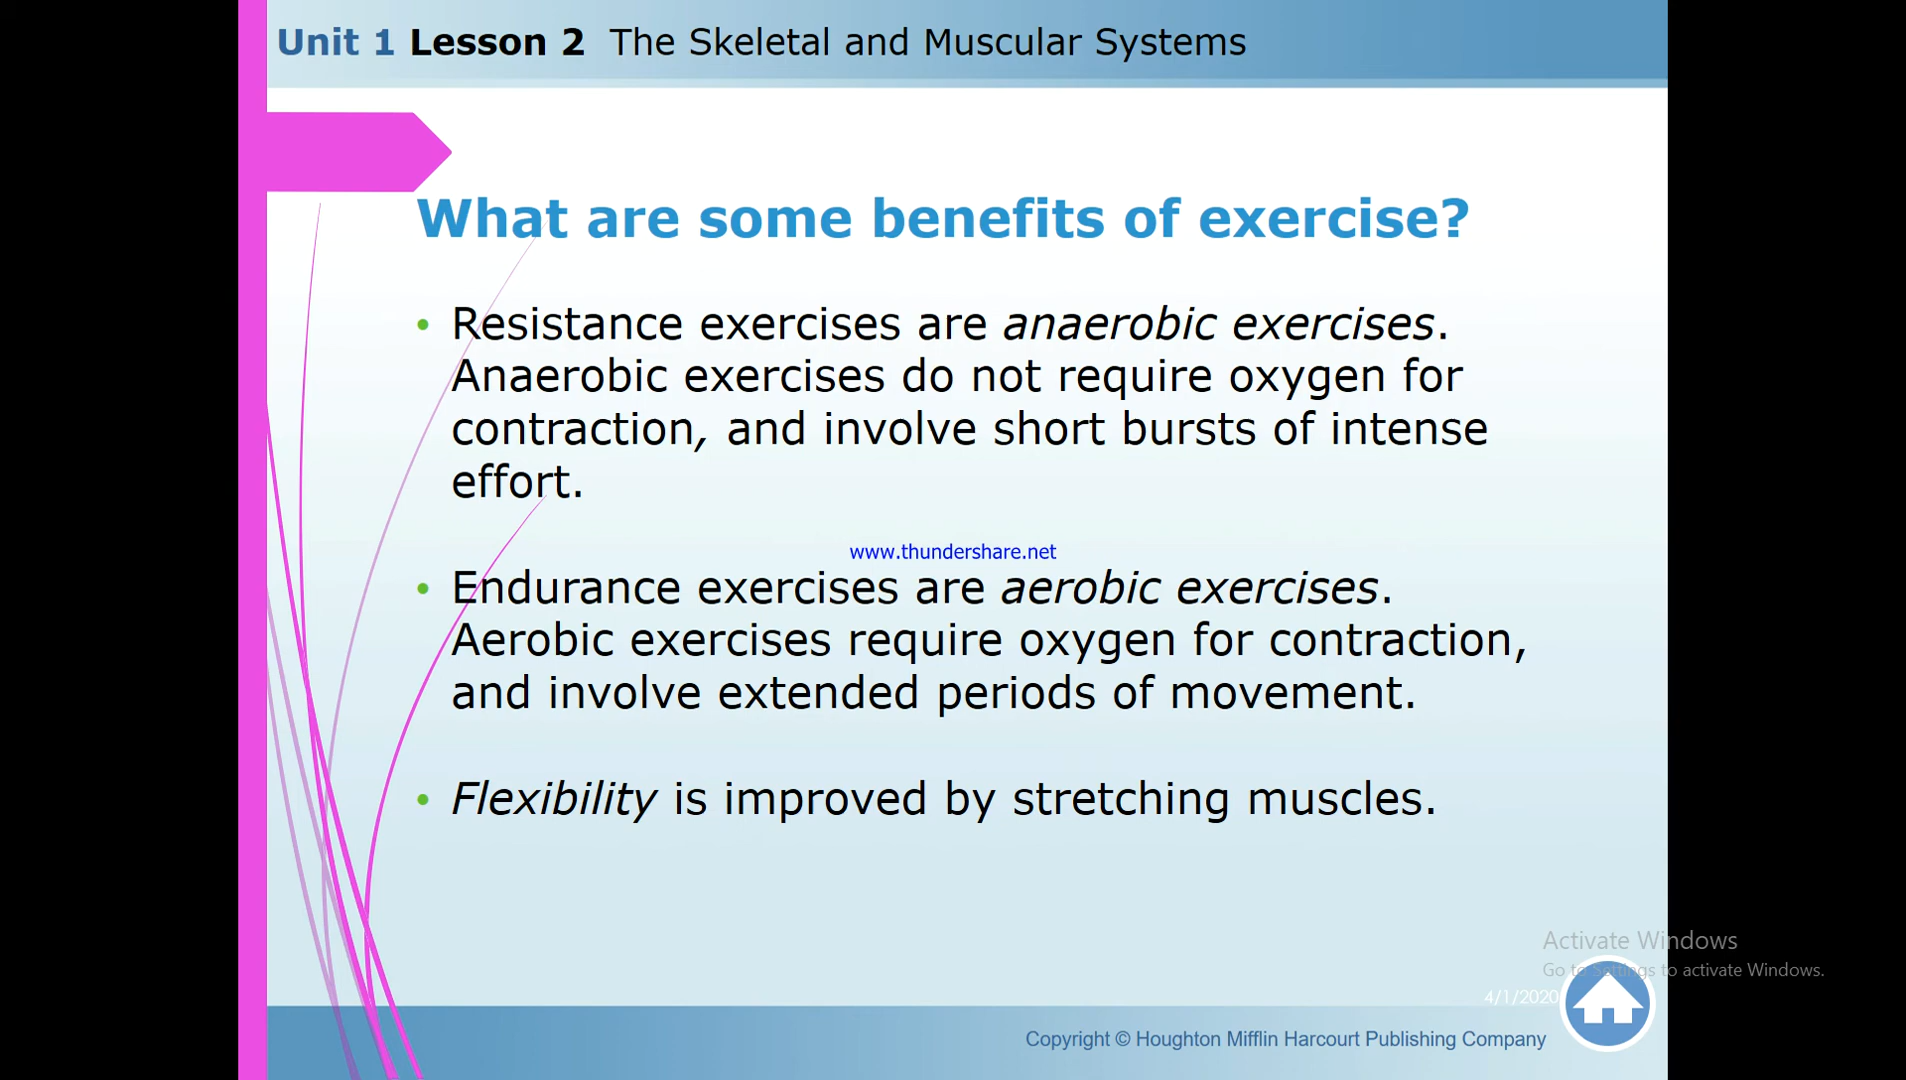 Unit 1 Lesson 2 The Skeletal and Muscular Systems
What are some benefits of exercise?
• Resistance exercises are anaerobic exercises.
Anaerobic exercises do not require oxygen for
contraction, and involve short bursts of intense
effort.
www.thundershare.net
• Endurance exercises are aerobic exercises.
Aerobic exercises require oxygen for contraction,
and involve extended periods of movement.
• Flexibility is improved by stretching muscles.
Activate Windows
Go to Settings to activate Windows.
4/1/2020
Copyright © Houghton Mifflin Harcourt Publishing Company